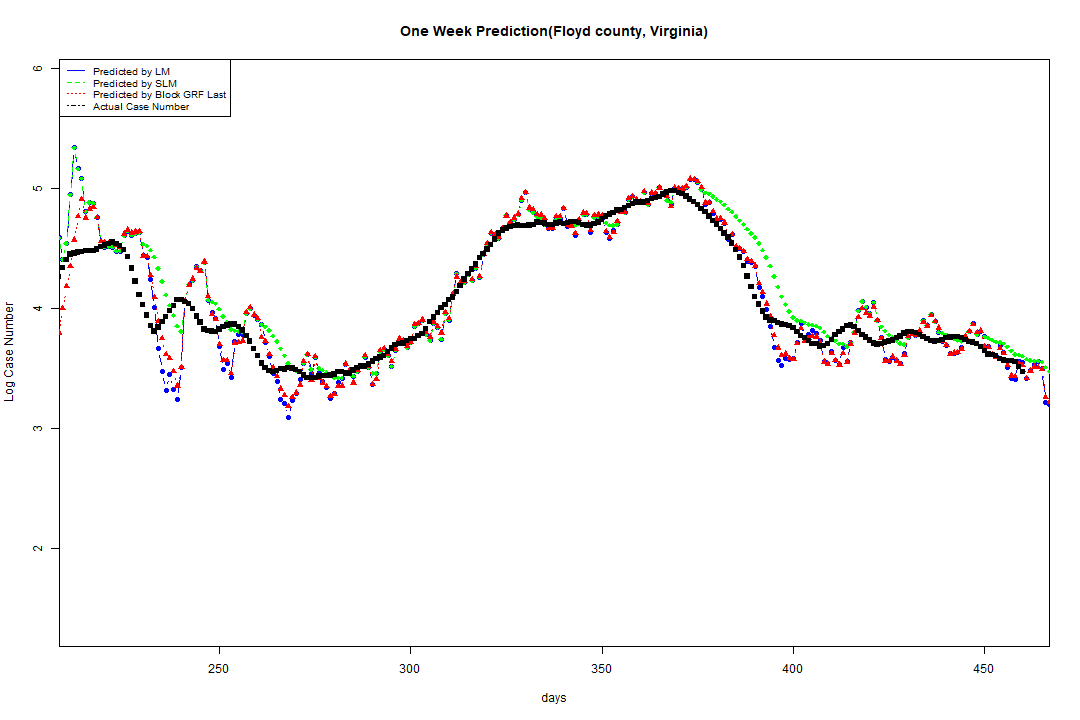 One Week Prediction(Floyd county, Virginia)
Predicted by LM
Predicted by SLM
Predicted by Block GRF Last
Actual Case Number
6
5
4
3
2
Log Case Number
250 300 350 400 450
days